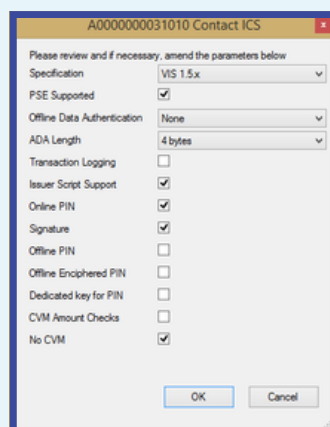 A0000000031010 Contact ICS
x
Please review and if necessary, amend the parameters below
Specification VIS 1.5.x
PSE Supported
Offline Data Authentication None
ADA Length 4 bytes
Transaction Logging
Issuer Script Support
Online PIN
Signature
Offline PIN
Offline Enciphered PIN
Dedicated key for PIN
CVM Amount Checks
No CVM
OK Cancel